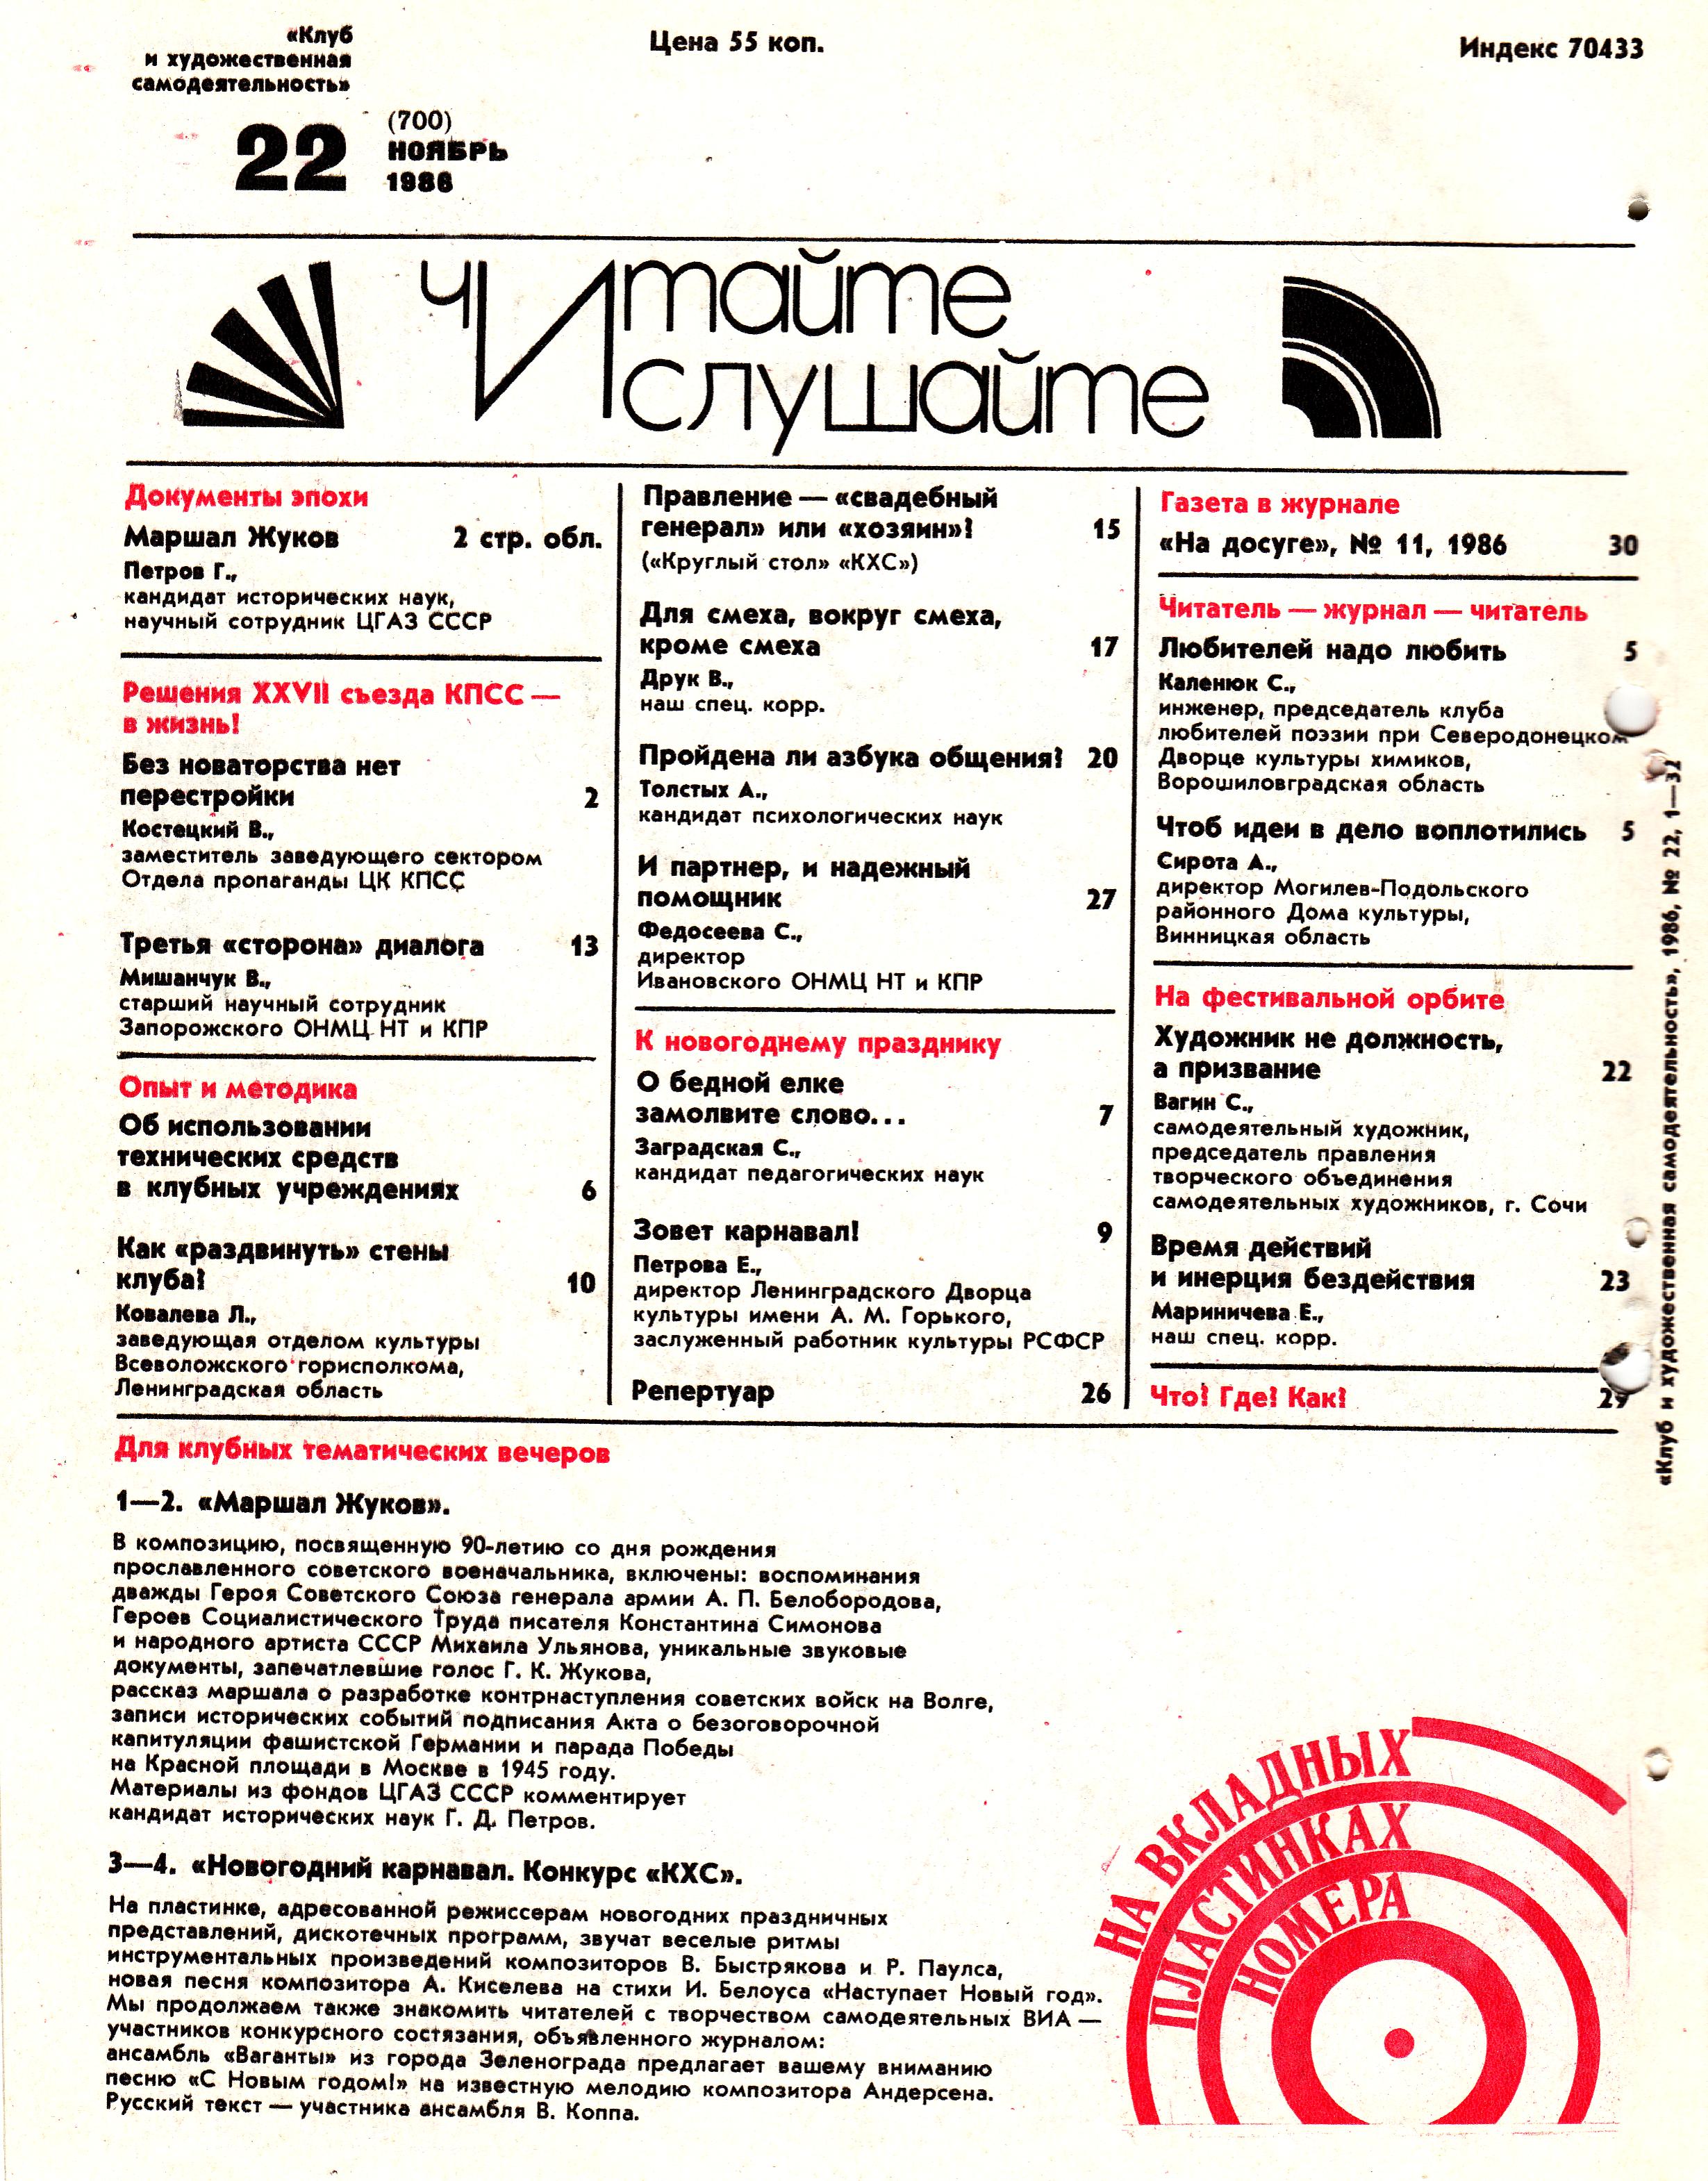 «Клуб
и художественная
самодеятельность»
Цена 55 коп.
Индекс 70433
22
(700)
НОЯБРЬ
1986
чИтайте
слушайте
Документы эпохи
Маршал Жуков 2 стр. обл.
Петров Г.,
кандидат исторических наук,
научный сотрудник ЦГАЗ СССР
Решения XXVII съезда КПСС —
в жизнь!
Без новаторства нет
перестройки 2
Костецкий В.,
заместитель заведующего сектором
Отдела пропаганды ЦК КПСС
Третья «сторона» диалога 13
Мишанчук В.,
старший научный сотрудник
Запорожского ОНМЦ НТ и КПР
Опыт и методика
Об использовании
технических средств
в клубных учреждениях 6
Как «раздвинуть» стены
клуба? 10
Ковалева Л.,
заведующая отделом культуры
Всеволожского горисполкома,
Ленинградская область
Правление — «свадебный
генерал» или «хозяин»? 15
(«Круглый стол» «КХС»)
Для смеха, вокруг смеха,
кроме смеха 17
Друк В.,
наш спец. корр.
Пройдена ли азбука общения? 20
Толстых А.,
кандидат психологических наук
И партнер, и надежный
помощник 27
Федосеева С.,
директор
Ивановского ОНМЦ НТ и КПР
К новогоднему празднику
О бедной елке
замолвите слово... 7
Заградская С.,
кандидат педагогических наук
Зовет карнавал! 9
Петрова Е.,
директор Ленинградского Дворца
культуры имени А. М. Горького,
заслуженный работник культуры РСФСР
Репертуар 26
Газета в журнале
«На досуге», № 11, 1986 30
Читатель — журнал — читатель
Любителей надо любить 5
Каленюк С.,
инженер, председатель клуба
любителей поэзии при Северодонецком
Дворце культуры химиков,
Ворошиловградская область
Чтоб идеи в дело воплотились 5
Сирота А.,
директор Могилев-Подольского
районного Дома культуры,
Винницкая область
На фестивальной орбите
Художник не должность,
а призвание 22
Вагин С.,
самодеятельный художник,
председатель правления
творческого объединения
самодеятельных художников, г. Сочи
Время действий
и инерция бездействия 23
Мариничева Е.,
наш спец. корр.
Что? Где? Как? 29
«Клуб и художественная самодеятельность», 1986, № 22, 1—32
Для клубных тематических вечеров
1—2. «Маршал Жуков».
В композицию, посвященную 90-летию со дня рождения
прославленного советского военачальника, включены: воспоминания
дважды Героя Советского Союза генерала армии А. П. Белобородова,
Героев Социалистического Труда писателя Константина Симонова
и народного артиста СССР Михаила Ульянова, уникальные звуковые
документы, запечатлевшие голос Г. К. Жукова,
рассказ маршала о разработке контрнаступления советских войск на Волге,
записи исторических событий подписания Акта о безоговорочной
капитуляции фашистской Германии и парада Победы
на Красной площади в Москве в 1945 году.
Материалы из фондов ЦГАЗ СССР комментирует
кандидат исторических наук Г. Д. Петров.
3—4. «Новогодний карнавал. Конкурс «КХС».
На пластинке, адресованной режиссерам новогодних праздничных
представлений, дискотечных программ, звучат веселые ритмы
инструментальных произведений композиторов В. Быстрякова и Р. Паулса,
новая песня композитора А. Киселева на стихи И. Белоуса «Наступает Новый год».
Мы продолжаем также знакомить читателей с творчеством самодеятельных ВИА —
участников конкурсного состязания, объявленного журналом:
ансамбль «Ваганты» из города Зеленограда предлагает вашему вниманию
песню «С Новым годом!» на известную мелодию композитора Андерсена.
Русский текст — участника ансамбля В. Коппа.
НА ВКЛАДНЫХ
ПЛАСТИНКАХ
НОМЕРА